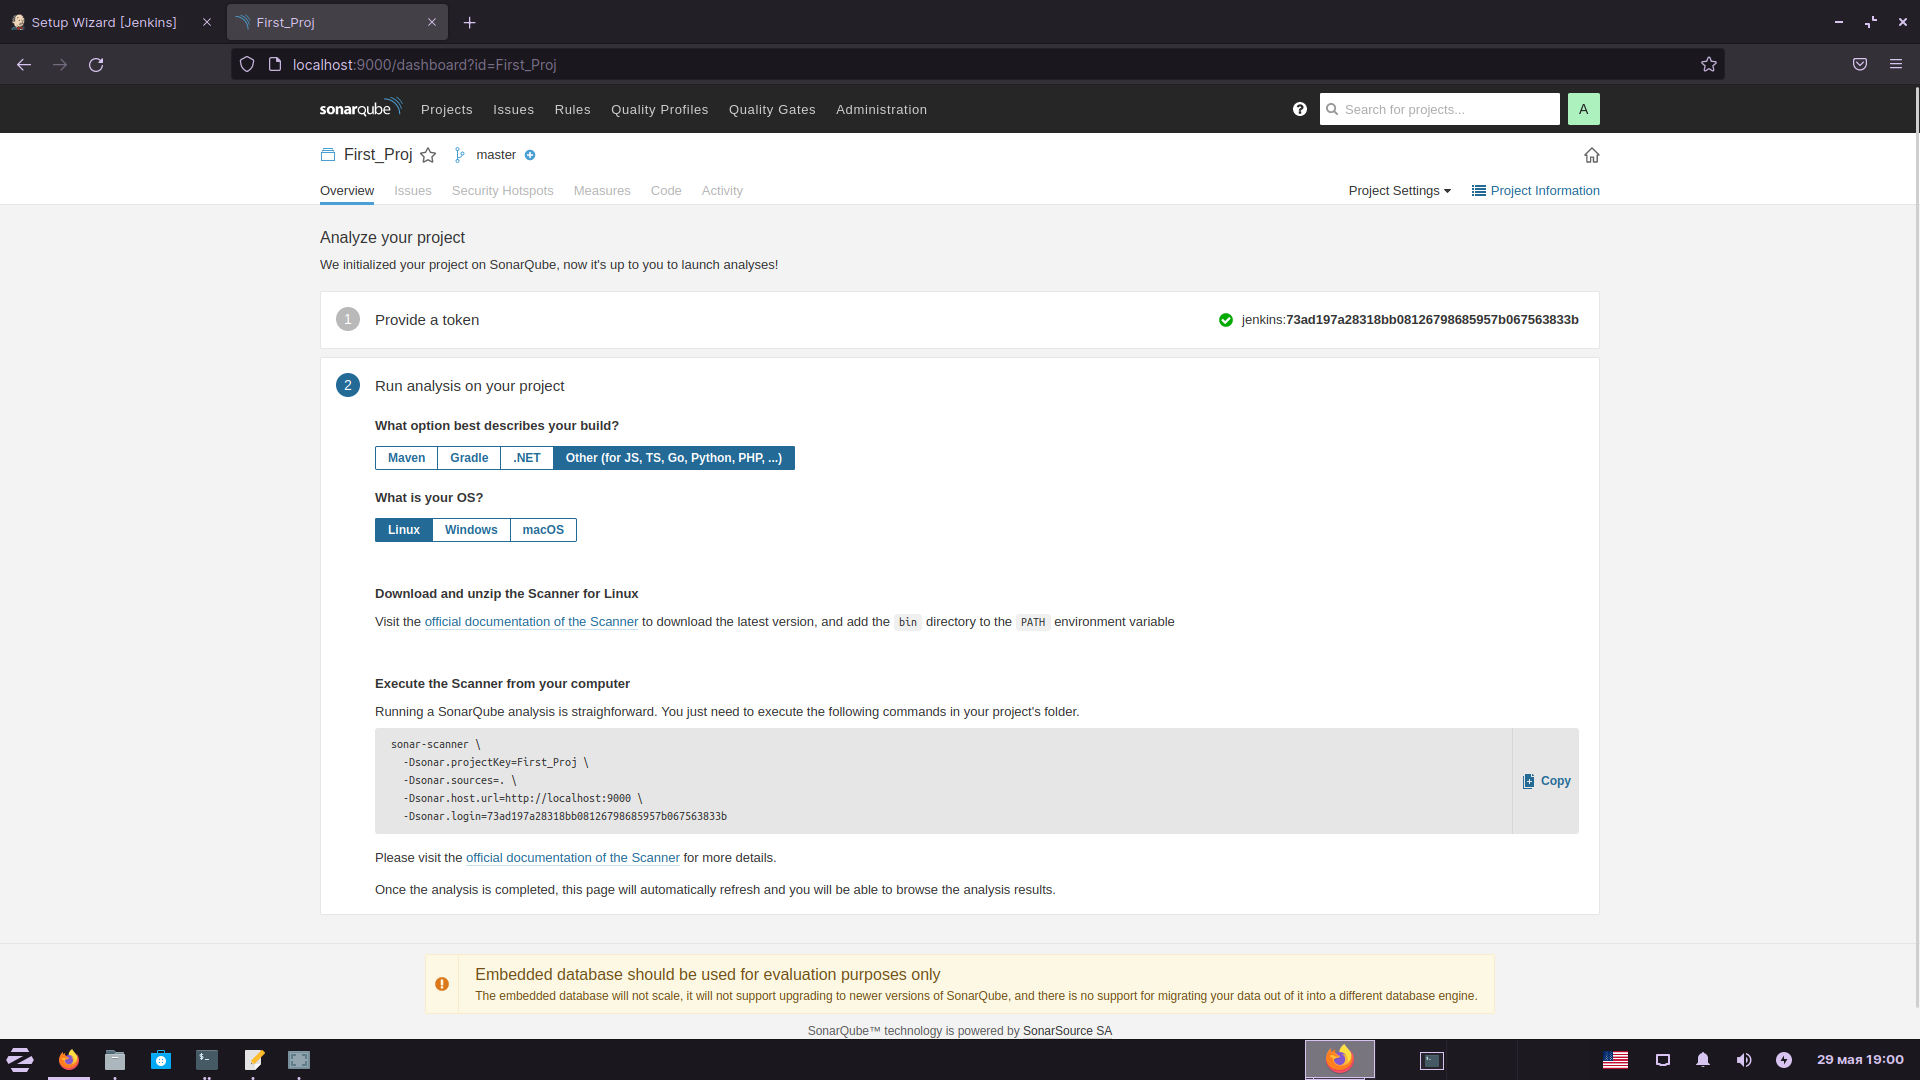 Setup Wizard [Jenkins]
First_Proj
localhost:9000/dashboard?id=First_Proj
sonarqube
Projects
Issues
Rules
Quality Profiles
Quality Gates
Administration
Search for projects...
A
First_Proj
master
Overview
Issues
Security Hotspots
Measures
Code
Activity
Project Settings
Project Information
Analyze your project
We initialized your project on SonarQube, now it's up to you to launch analyses!
1
Provide a token
jenkins:73ad197a28318bb08126798685957b067563833b
2
Run analysis on your project
What option best describes your build?
Maven
Gradle
.NET
Other (for JS, TS, Go, Python, PHP, ...)
What is your OS?
Linux
Windows
macOS
Download and unzip the Scanner for Linux
Visit the official documentation of the Scanner to download the latest version, and add the bin directory to the PATH environment variable
Execute the Scanner from your computer
Running a SonarQube analysis is straighforward. You just need to execute the following commands in your project's folder.
sonar-scanner \
-Dsonar.projectKey=First_Proj \
-Dsonar.sources=. \
-Dsonar.host.url=http://localhost:9000 \
-Dsonar.login=73ad197a28318bb08126798685957b067563833b
Copy
Please visit the official documentation of the Scanner for more details.
Once the analysis is completed, this page will automatically refresh and you will be able to browse the analysis results.
Embedded database should be used for evaluation purposes only
The embedded database will not scale, it will not support upgrading to newer versions of SonarQube, and there is no support for migrating your data out of it into a different database engine.
SonarQube™ technology is powered by SonarSource SA
29 мая 19:00